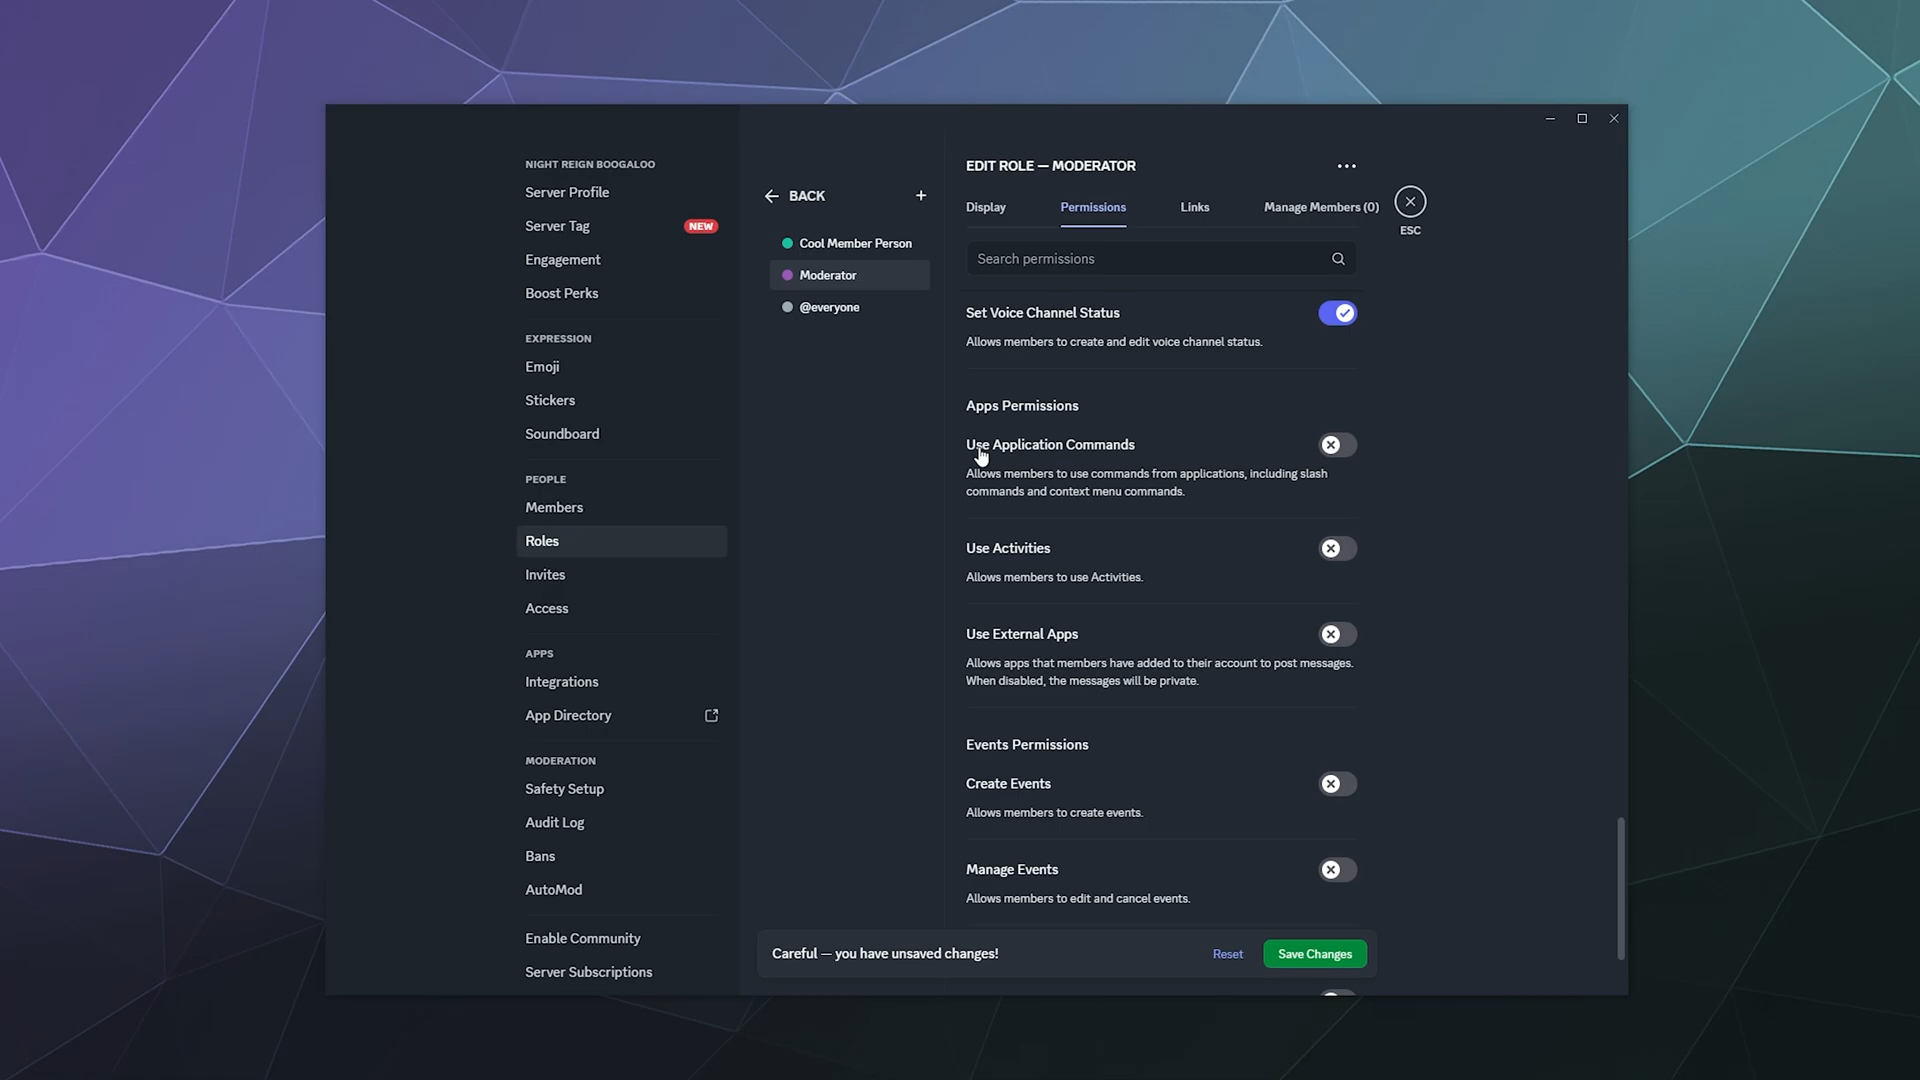 NIGHT REIGN BOOGALOO
Server Profile
Server Tag NEW
Engagement
Boost Perks
EXPRESSION
Emoji
Stickers
Soundboard
PEOPLE
Members
Roles
Invites
Access
APPS
Integrations
App Directory
MODERATION
Safety Setup
Audit Log
Bans
AutoMod
Enable Community
Server Subscriptions
BACK
Cool Member Person
Moderator
@everyone
EDIT ROLE — MODERATOR
Display Permissions Links Manage Members (0)
ESC
Search permissions
Set Voice Channel Status
Allows members to create and edit voice channel status.
Apps Permissions
Use Application Commands
Allows members to use commands from applications, including slash
commands and context menu commands.
Use Activities
Allows members to use Activities.
Use External Apps
Allows apps that members have added to their account to post messages.
When disabled, the messages will be private.
Events Permissions
Create Events
Allows members to create events.
Manage Events
Allows members to edit and cancel events.
Careful — you have unsaved changes! Reset Save Changes